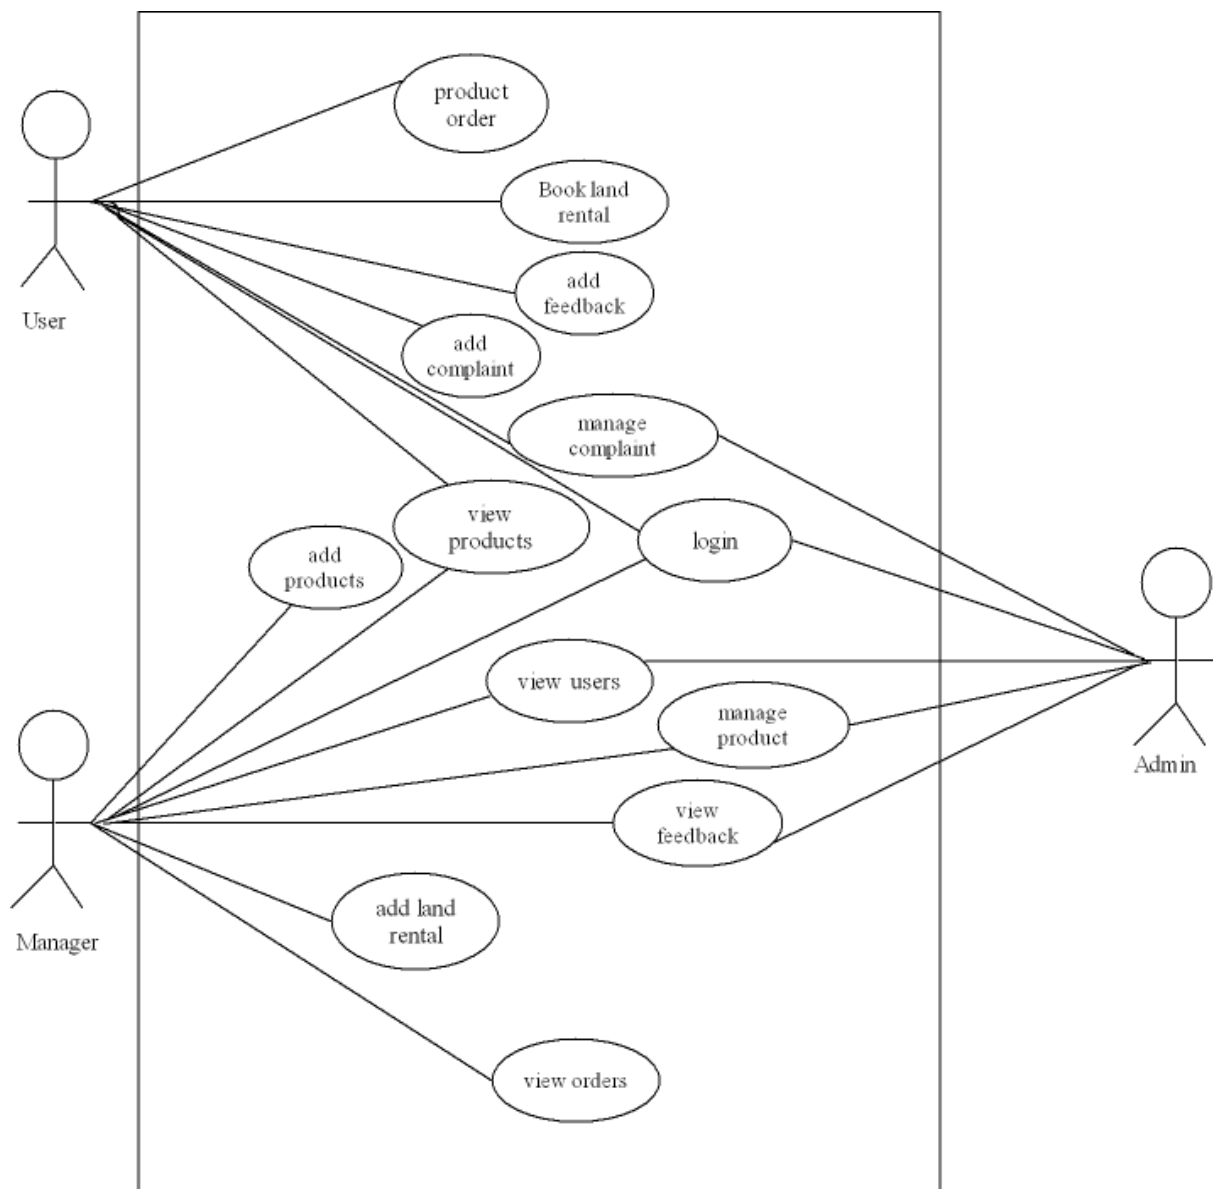 product
order
Book land
rental
add
feedback
User
add
complaint
manage
complaint
view
products
add
products
login
view users
manage
product
Admin
view
feedback
Manager
add land
rental
view orders